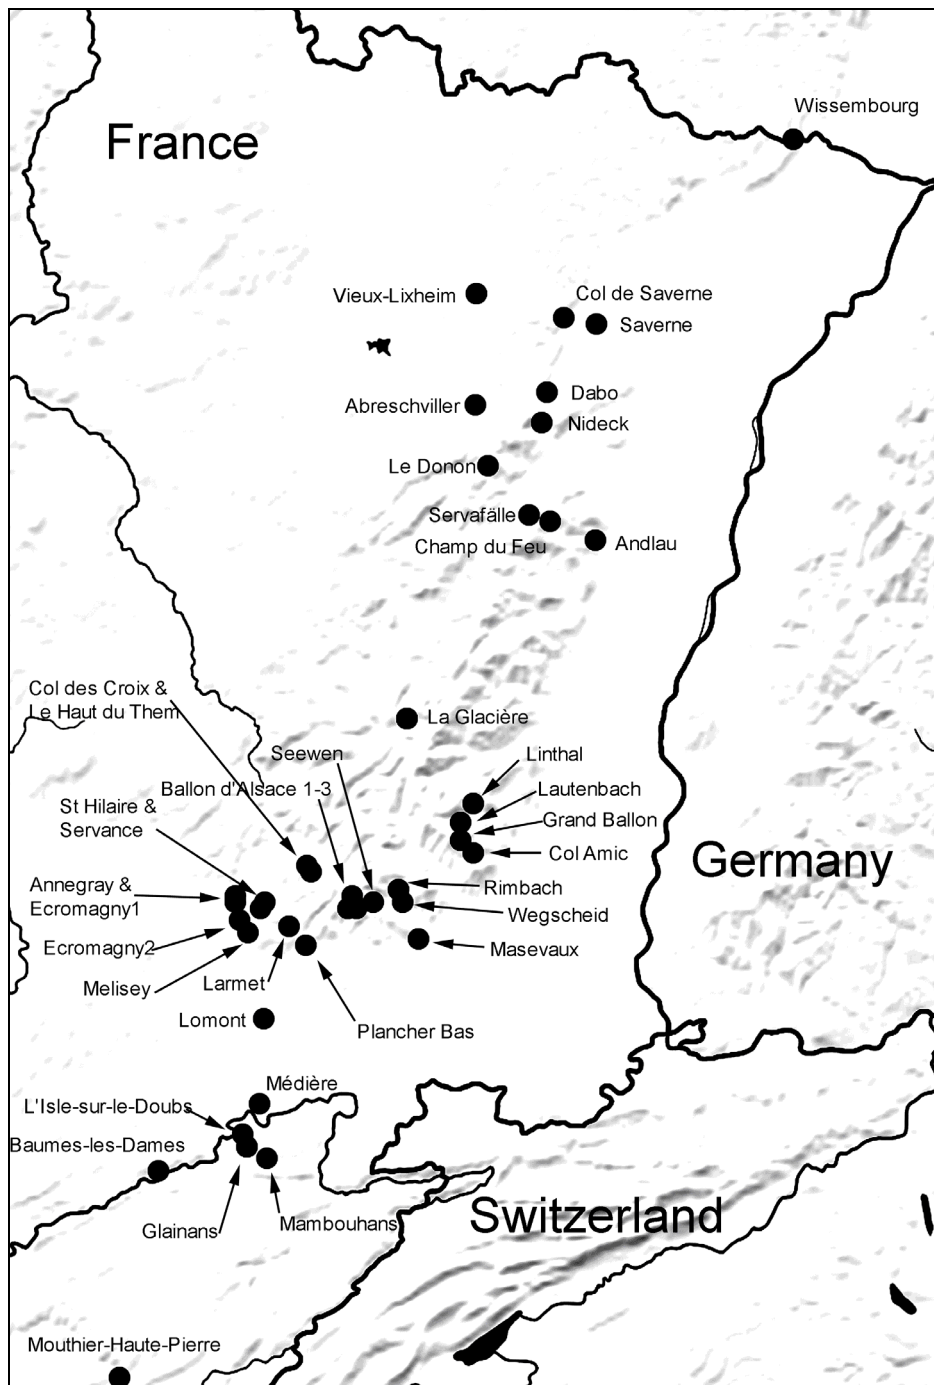 Wissembourg
France
Vieux-Lixheim
Col de Saverne
Saverne
Dabo
Abreschviller
Nideck
Le Donon
Servafälle
Champ du Feu
Andlau
Col des Croix &
Le Haut du Them
La Glacière
Seewen
Linthal
Ballon d'Alsace 1-3
Lautenbach
St Hilaire &
Servance
Grand Ballon
Col Amic
Germany
Annegray &
Ecromagny1
Rimbach
Wegscheid
Ecromagny2
Masevaux
Melisey
Larmet
Lomont
Plancher Bas
Médière
L'Isle-sur-le-Doubs
Baumes-les-Dames
Glainans
Mambouhans
Switzerland
Mouthier-Haute-Pierre